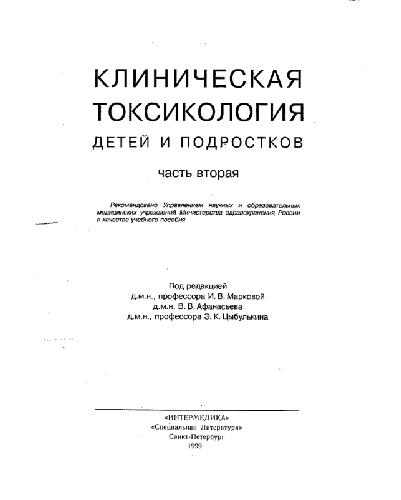 КЛИНИЧЕСКАЯ
ТОКСИКОЛОГИЯ
ДЕТЕЙ И ПОДРОСТКОВ
часть вторая
Рекомендовано Управлением научных и образовательных
медицинских учреждений Министерства здравоохранения России
в качестве учебного пособия
Под редакцией
д.м.н., профессора И. В. Марковой
д.м.н. В. В. Афанасьева
д.м.н., профессора Э. К. Цыбулькина
«ИНТЕРМЕДИКА»
«Специальная Литература»
Санкт-Петербург
1999